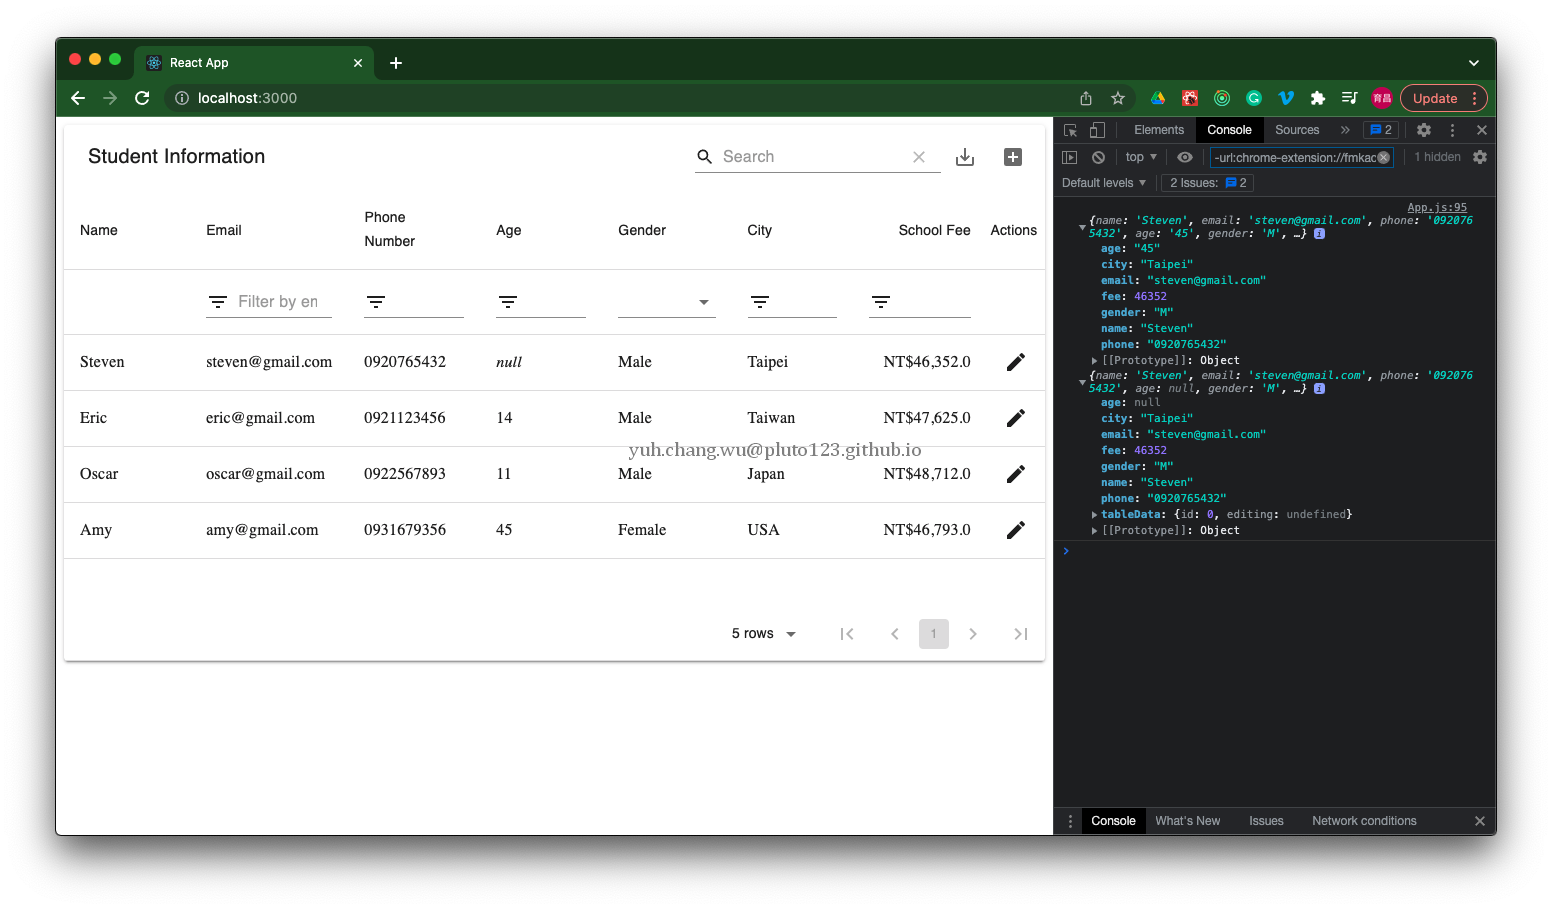 React App
localhost:3000
育昌
Update
Student Information
Search
Name Email Phone Number Age Gender City School Fee Actions
Filter by en
Steven steven@gmail.com 0920765432 null Male Taipei NT$46,352.0
Eric eric@gmail.com 0921123456 14 Male Taiwan NT$47,625.0
yuh.chang.wu@pluto123.github.io
Oscar oscar@gmail.com 0922567893 11 Male Japan NT$48,712.0
Amy amy@gmail.com 0931679356 45 Female USA NT$46,793.0
5 rows
1
Elements Console Sources » 2
top -url:chrome-extension://fmkac 1 hidden
Default levels 2 Issues: 2
App.js:95
{name: 'Steven', email: 'steven@gmail.com', phone: '092076
5432', age: '45', gender: 'M', …} i
age: "45"
city: "Taipei"
email: "steven@gmail.com"
fee: 46352
gender: "M"
name: "Steven"
phone: "0920765432"
[[Prototype]]: Object
{name: 'Steven', email: 'steven@gmail.com', phone: '092076
5432', age: null, gender: 'M', …} i
age: null
city: "Taipei"
email: "steven@gmail.com"
fee: 46352
gender: "M"
name: "Steven"
phone: "0920765432"
tableData: {id: 0, editing: undefined}
[[Prototype]]: Object
Console What's New Issues Network conditions